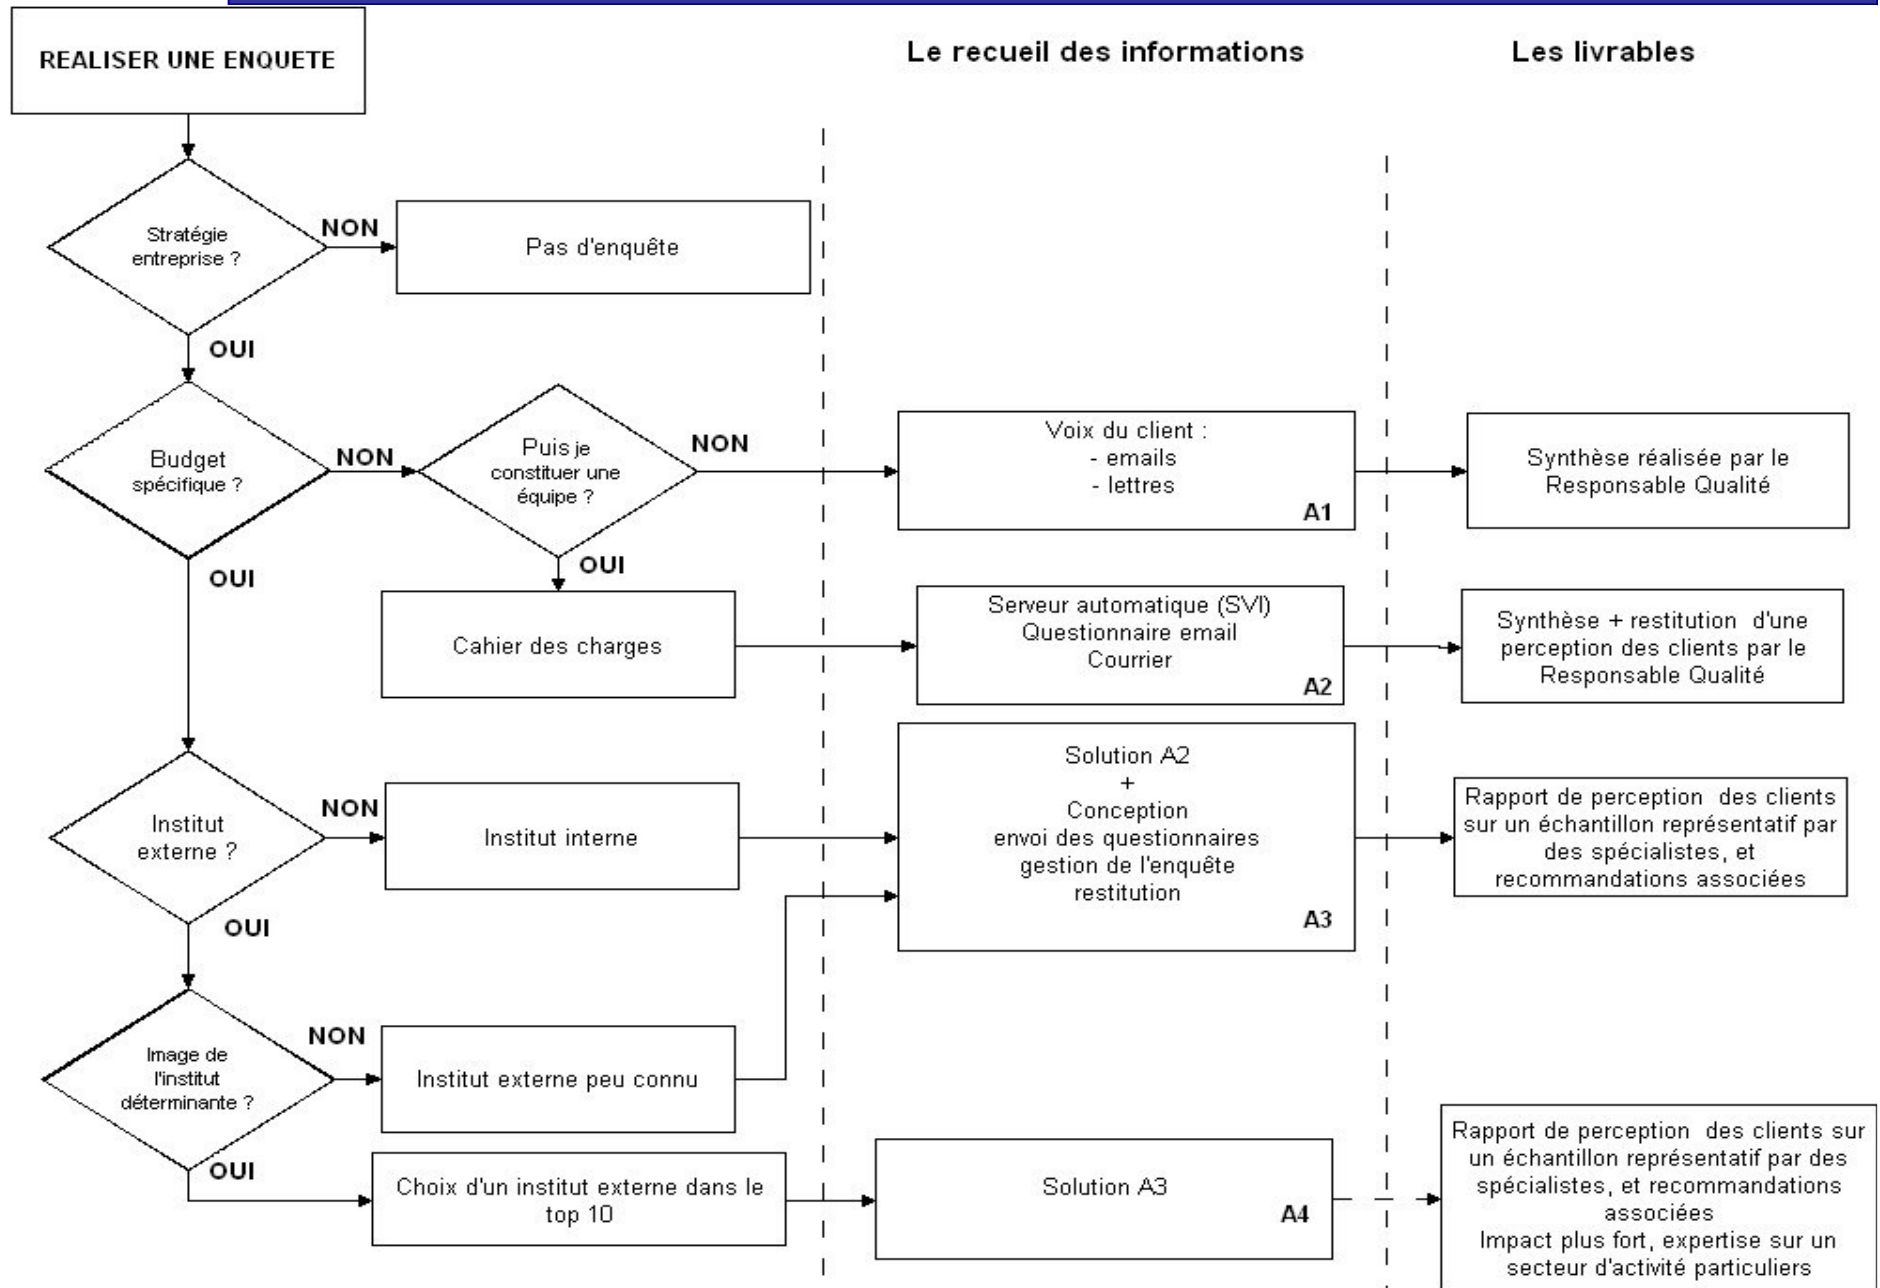 REALISER UNE ENQUETE
Le recueil des informations
Les livrables
Stratégie
entreprise ?
NON
Pas d'enquête
OUI
Budget
spécifique ?
NON
Puis je
constituer une
équipe ?
NON
Voix du client :
- emails
- lettres
A1
Synthèse réalisée par le
Responsable Qualité
OUI
OUI
Cahier des charges
Serveur automatique (SVI)
Questionnaire email
Courrier
A2
Synthèse + restitution d'une
perception des clients par le
Responsable Qualité
Institut
externe ?
NON
Institut interne
Solution A2
+
Conception
envoi des questionnaires
gestion de l'enquête
restitution
A3
Rapport de perception des clients
sur un échantillon représentatif par
des spécialistes, et
recommandations associées
OUI
Image de
l'institut
déterminante ?
NON
Institut externe peu connu
OUI
Choix d'un institut externe dans le
top 10
Solution A3
A4
Rapport de perception des clients sur
un échantillon représentatif par des
spécialistes, et recommandations
associées
Impact plus fort, expertise sur un
secteur d'activité particuliers